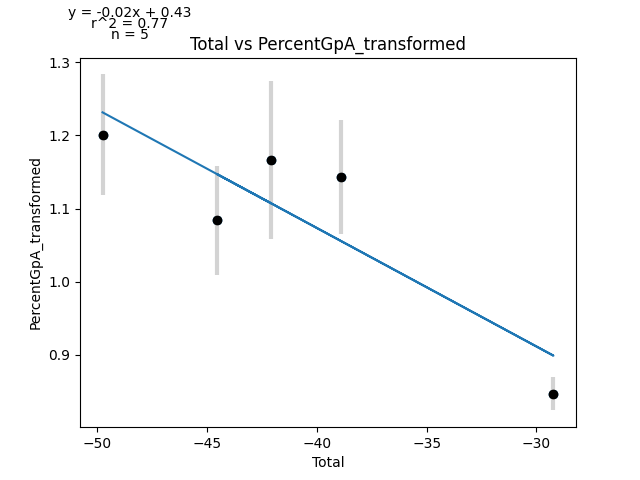 y = -0.02x + 0.43
r^2 = 0.77
n = 5
Total vs PercentGpA_transformed
1.3
1.2
1.1
1.0
0.9
PercentGpA_transformed
−50
−45
−40
−35
−30
Total